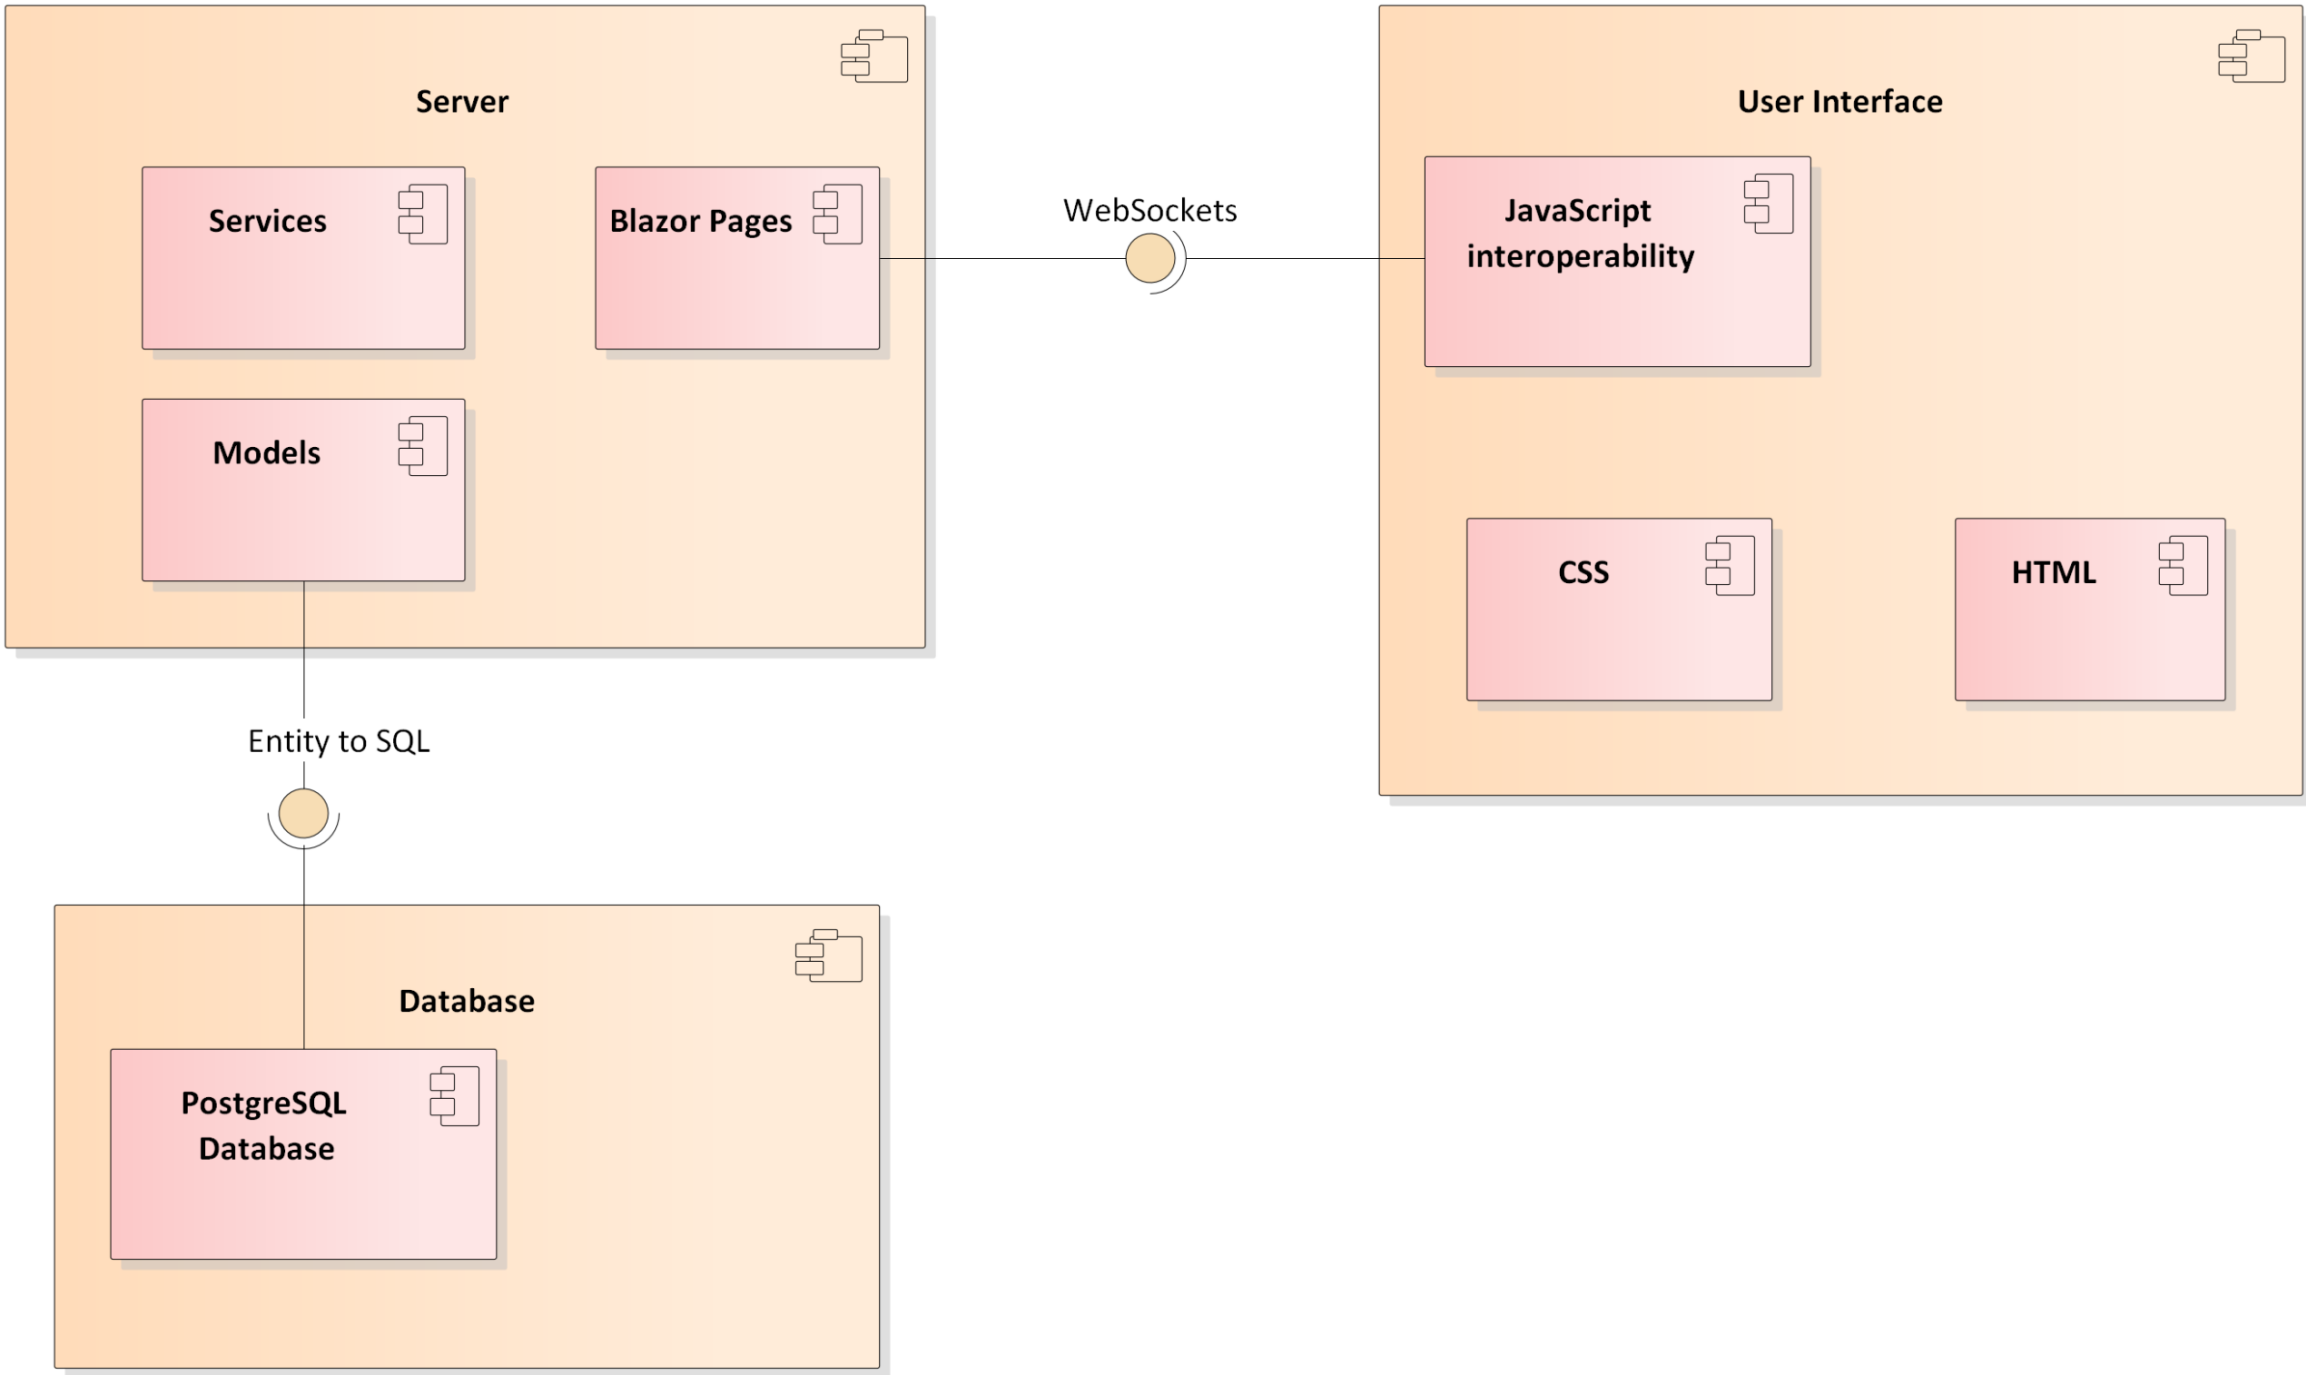 Server
Services
Blazor Pages
Models
WebSockets
User Interface
JavaScript
interoperability
CSS
HTML
Entity to SQL
Database
PostgreSQL
Database